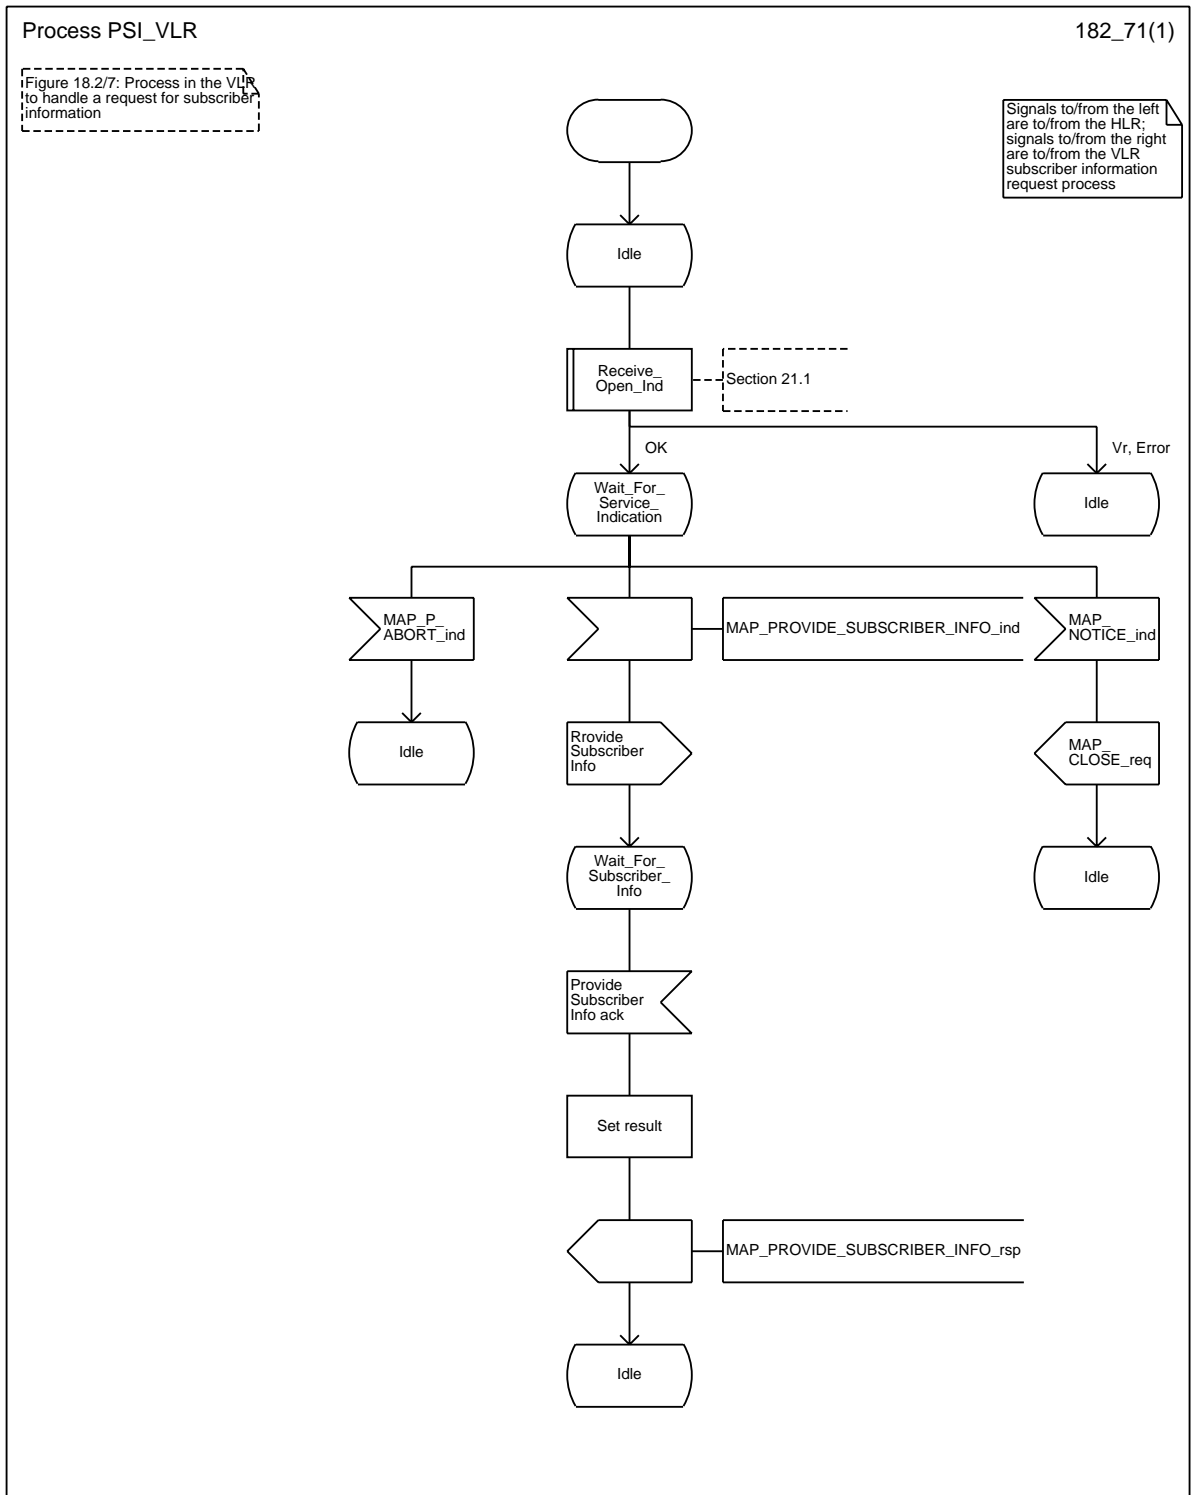 Process PSI_VLR
182_71(1)
Figure 18.2/7: Process in the VLR
to handle a request for subscriber
information
Signals to/from the left
are to/from the HLR;
signals to/from the right
are to/from the VLR
subscriber information
request process
Idle
Receive_
Open_Ind
Section 21.1
OK
Vr, Error
Wait_For_
Service_
Indication
Idle
MAP_P_
ABORT_ind
MAP_PROVIDE_SUBSCRIBER_INFO_ind
MAP_
NOTICE_ind
Idle
Rrovide
Subscriber
Info
MAP_
CLOSE_req
Wait_For_
Subscriber_
Info
Idle
Provide
Subscriber
Info ack
Set result
MAP_PROVIDE_SUBSCRIBER_INFO_rsp
Idle